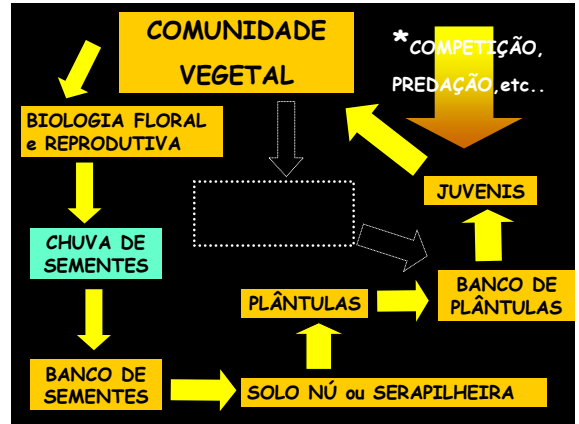 COMUNIDADE
VEGETAL
*COMPETIÇÃO,
PREDAÇÃO,etc..
BIOLOGIA FLORAL
e REPRODUTIVA
JUVENIS
CHUVA DE
SEMENTES
PLÂNTULAS
BANCO DE
PLÂNTULAS
BANCO DE
SEMENTES
SOLO NÚ ou SERAPILHEIRA